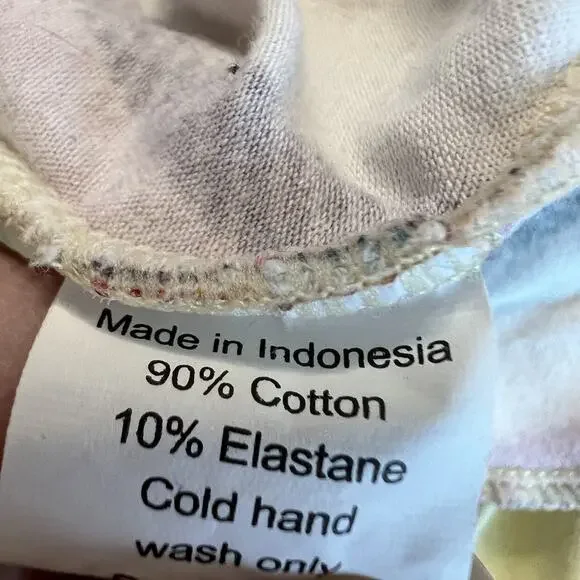 Made in Indonesia
90% Cotton
10% Elastane
Cold hand
wash only